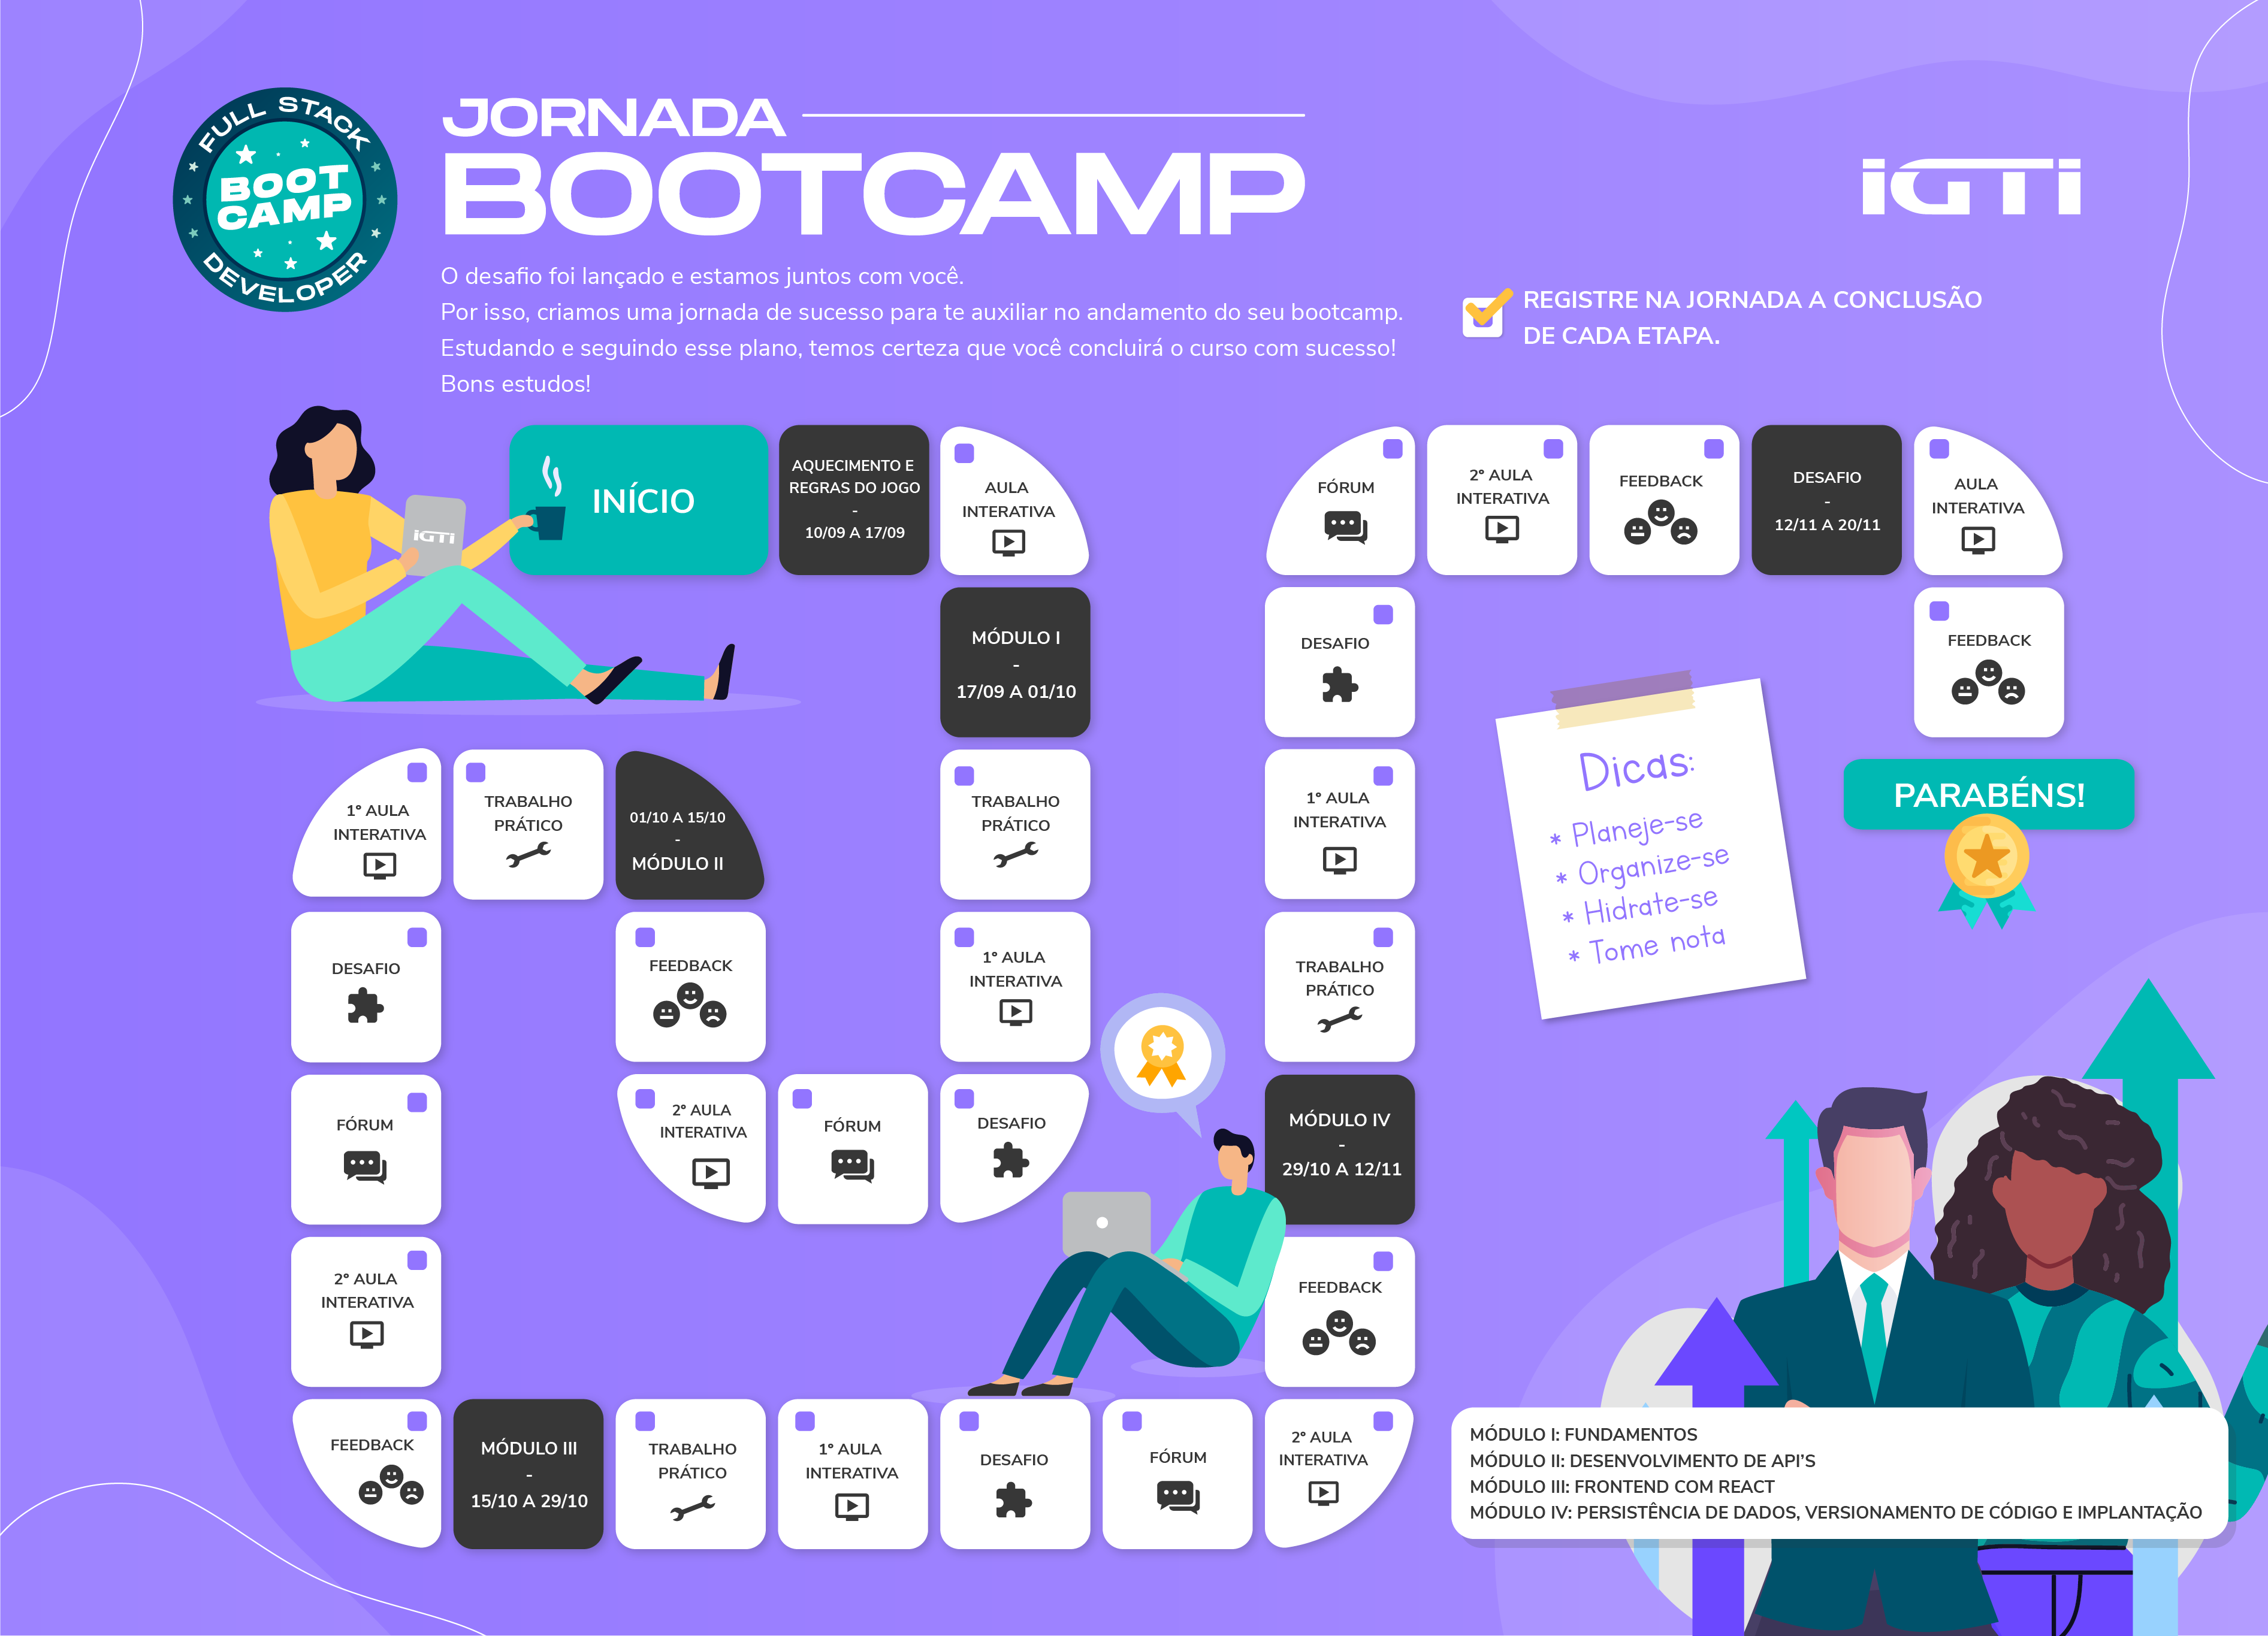 FULL STACK
BOOT
CAMP
DEVELOPER
JORNADA
BOOTCAMP
iGTi
O desafio foi lançado e estamos juntos com você.
Por isso, criamos uma jornada de sucesso para te auxiliar no andamento do seu bootcamp.
Estudando e seguindo esse plano, temos certeza que você concluirá o curso com sucesso!
Bons estudos!
REGISTRE NA JORNADA A CONCLUSÃO
DE CADA ETAPA.
iGTi
INÍCIO
AQUECIMENTO E
REGRAS DO JOGO
-
10/09 A 17/09
AULA
INTERATIVA
MÓDULO I
-
17/09 A 01/10
TRABALHO
PRÁTICO
1º AULA
INTERATIVA
DESAFIO
FÓRUM
2º AULA
INTERATIVA
FEEDBACK
01/10 A 15/10
-
MÓDULO II
TRABALHO
PRÁTICO
1º AULA
INTERATIVA
DESAFIO
FÓRUM
2º AULA
INTERATIVA
FEEDBACK
MÓDULO III
-
15/10 A 29/10
TRABALHO
PRÁTICO
1º AULA
INTERATIVA
DESAFIO
FÓRUM
2º AULA
INTERATIVA
FEEDBACK
MÓDULO IV
-
29/10 A 12/11
TRABALHO
PRÁTICO
1º AULA
INTERATIVA
DESAFIO
FÓRUM
2º AULA
INTERATIVA
FEEDBACK
DESAFIO
-
12/11 A 20/11
AULA
INTERATIVA
FEEDBACK
PARABÉNS!
Dicas:
* Planeje-se
* Organize-se
* Hidrate-se
* Tome nota
MÓDULO I: FUNDAMENTOS
MÓDULO II: DESENVOLVIMENTO DE API'S
MÓDULO III: FRONTEND COM REACT
MÓDULO IV: PERSISTÊNCIA DE DADOS, VERSIONAMENTO DE CÓDIGO E IMPLANTAÇÃO